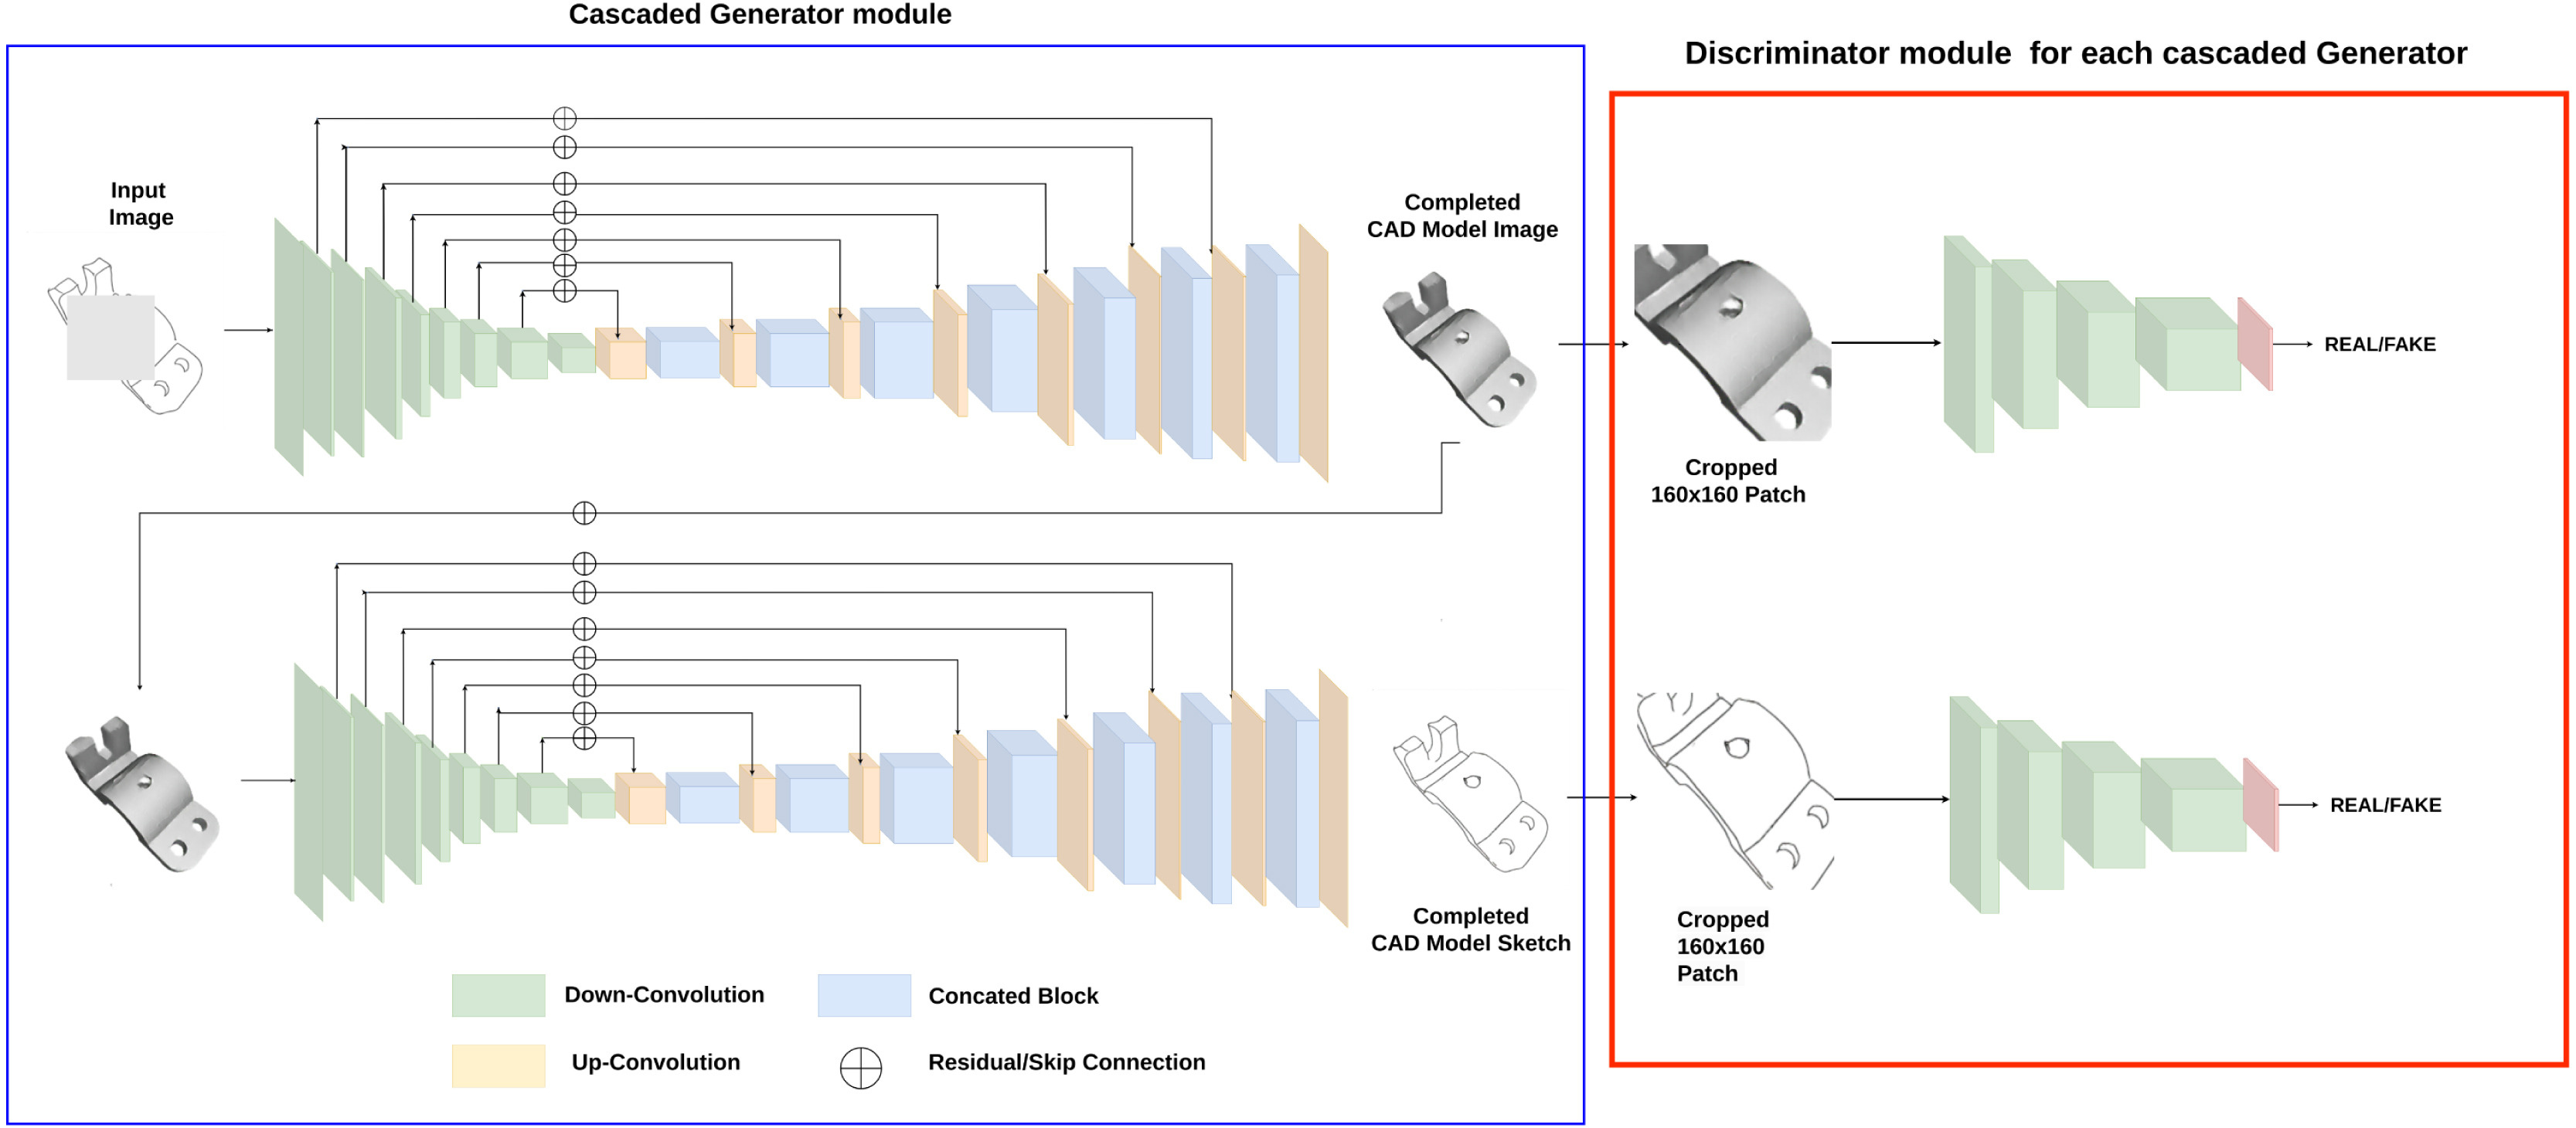 Cascaded Generator module
Discriminator module for each cascaded Generator
Input
Image
Completed
CAD Model Image
REAL/FAKE
Cropped
160x160 Patch
Completed
CAD Model Sketch
REAL/FAKE
Cropped
160x160
Patch
Down-Convolution
Concated Block
Up-Convolution
Residual/Skip Connection